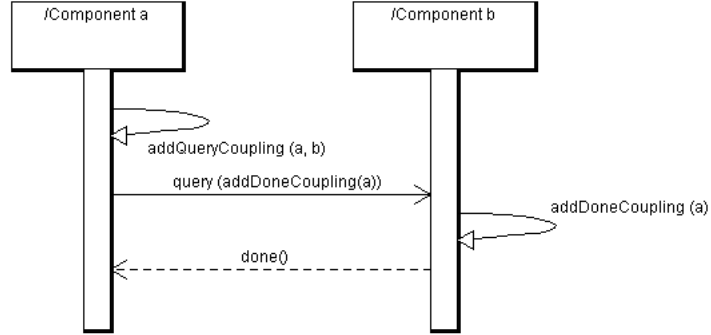 /Component a
/Component b
addQueryCoupling (a, b)
query (addDoneCoupling(a))
addDoneCoupling (a)
done()